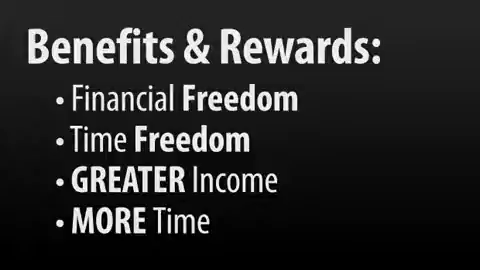 Benefits & Rewards:
• Financial Freedom
• Time Freedom
• GREATER Income
• MORE Time